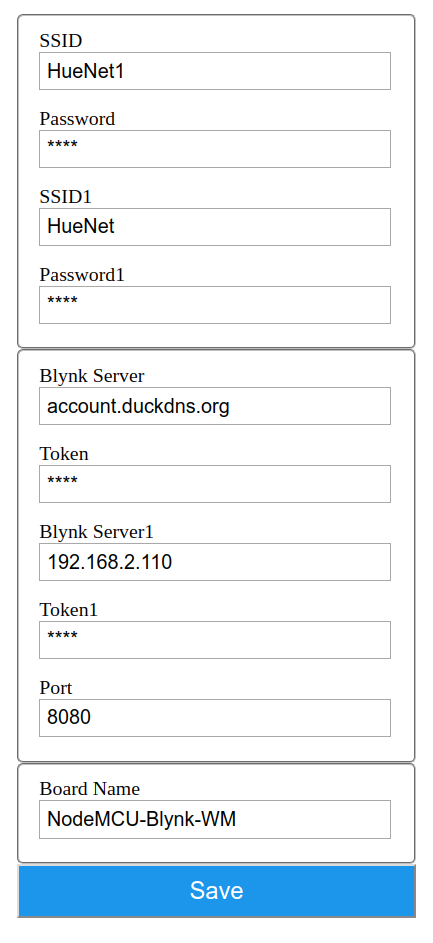 SSID
HueNet1
Password
****
SSID1
HueNet
Password1
****
Blynk Server
account.duckdns.org
Token
****
Blynk Server1
192.168.2.110
Token1
****
Port
8080
Board Name
NodeMCU-Blynk-WM
Save